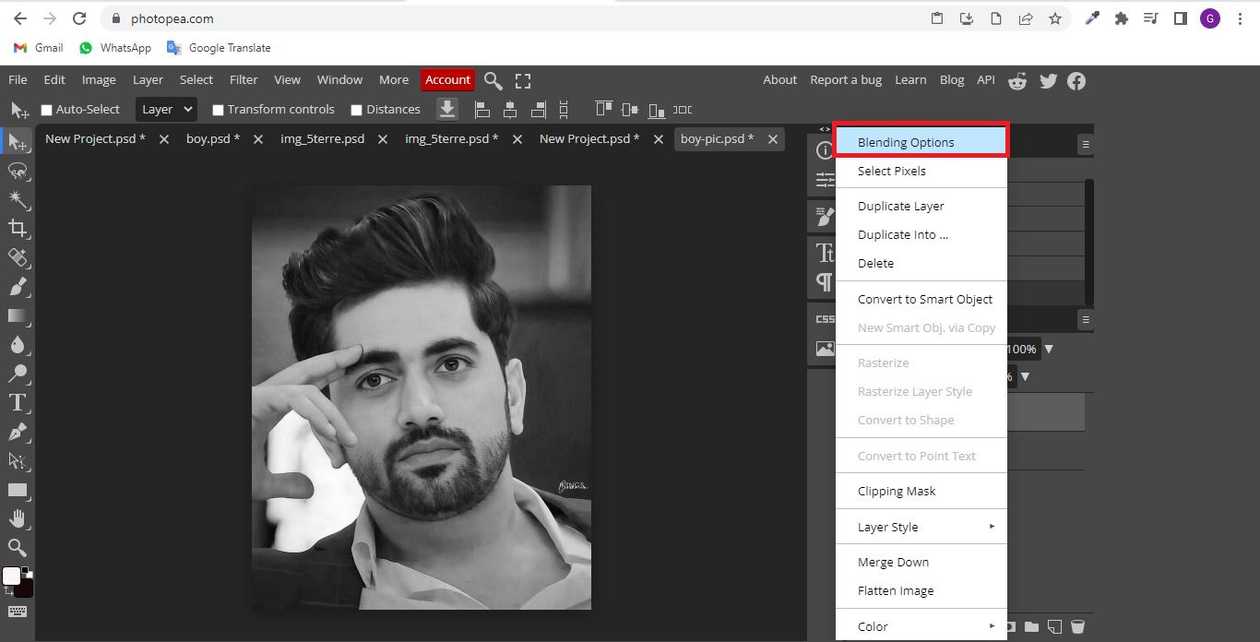 photopea.com
G
Gmail WhatsApp Google Translate
File Edit Image Layer Select Filter View Window More Account About Report a bug Learn Blog API
Auto-Select Layer Transform controls Distances
New Project.psd * boy.psd * img_5terre.psd img_5terre.psd * New Project.psd * boy-pic.psd *
< >
Blending Options
Select Pixels
Duplicate Layer
Duplicate Into ...
Delete
Convert to Smart Object
CSS
New Smart Obj. via Copy
100%
Rasterize
%
Rasterize Layer Style
Convert to Shape
Convert to Point Text
Clipping Mask
Layer Style
Merge Down
Flatten Image
Color